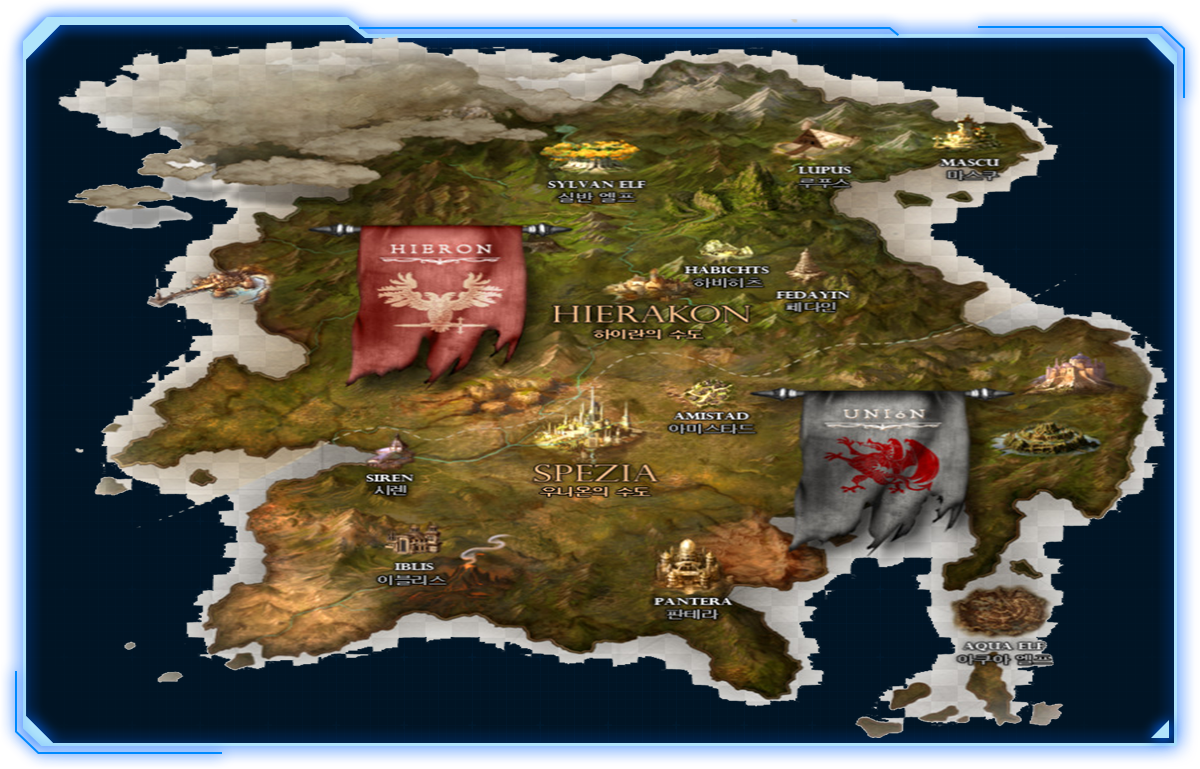 SYLVAN ELF
실반 엘프
LUPUS
루푸스
MASCU
마스쿠
HIERON
HABICHTS
하비히츠
FEDAYIN
페다인
HIERAKON
하이란의 수도
AMISTAD
아미스타드
UNIóN
SPEZIA
우니온의 수도
SIREN
시렌
IBLIS
이블리스
PANTERA
판테라
AQUA ELF
아쿠아 엘프